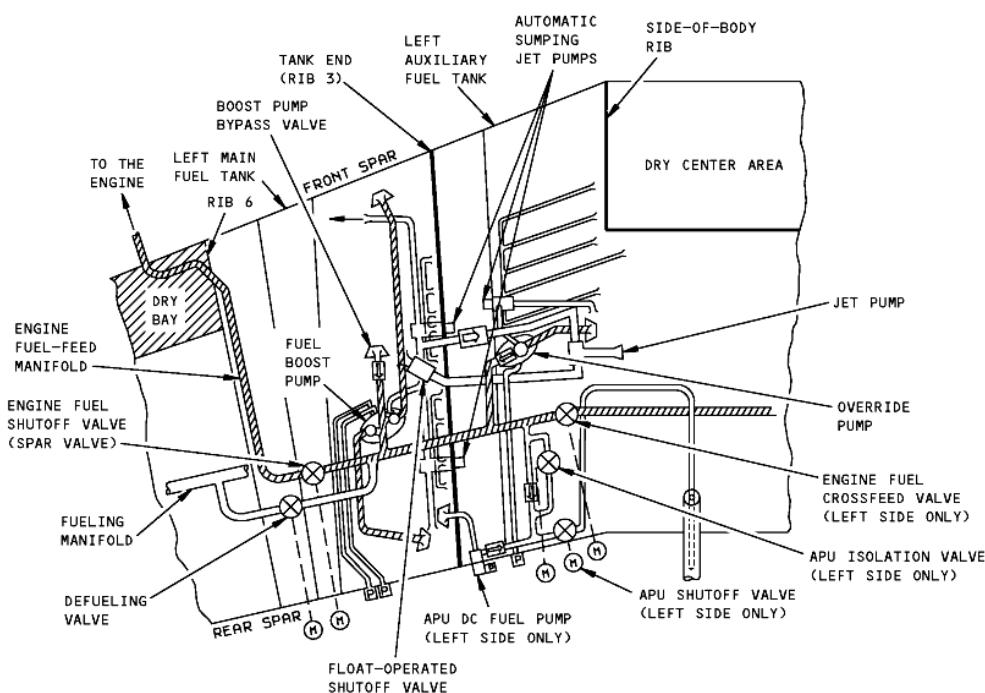 AUTOMATIC
SUMPING
JET PUMPS
SIDE-OF-BODY
RIB
LEFT
AUXILIARY
FUEL TANK
TANK END
(RIB 3)
BOOST PUMP
BYPASS VALVE
TO THE
ENGINE
LEFT MAIN
FUEL TANK
RIB 6
FRONT SPAR
DRY CENTER AREA
DRY
BAY
JET PUMP
ENGINE
FUEL-FEED
MANIFOLD
FUEL
BOOST
PUMP
OVERRIDE
PUMP
ENGINE FUEL
SHUTOFF VALVE
(SPAR VALVE)
ENGINE FUEL
CROSSFEED VALVE
(LEFT SIDE ONLY)
FUELING
MANIFOLD
APU ISOLATION VALVE
(LEFT SIDE ONLY)
DEFUELING
VALVE
REAR SPAR
M
M
P P
P
P
M
M
M
APU SHUTOFF VALVE
(LEFT SIDE ONLY)
APU DC FUEL PUMP
(LEFT SIDE ONLY)
FLOAT-OPERATED
SHUTOFF VALVE